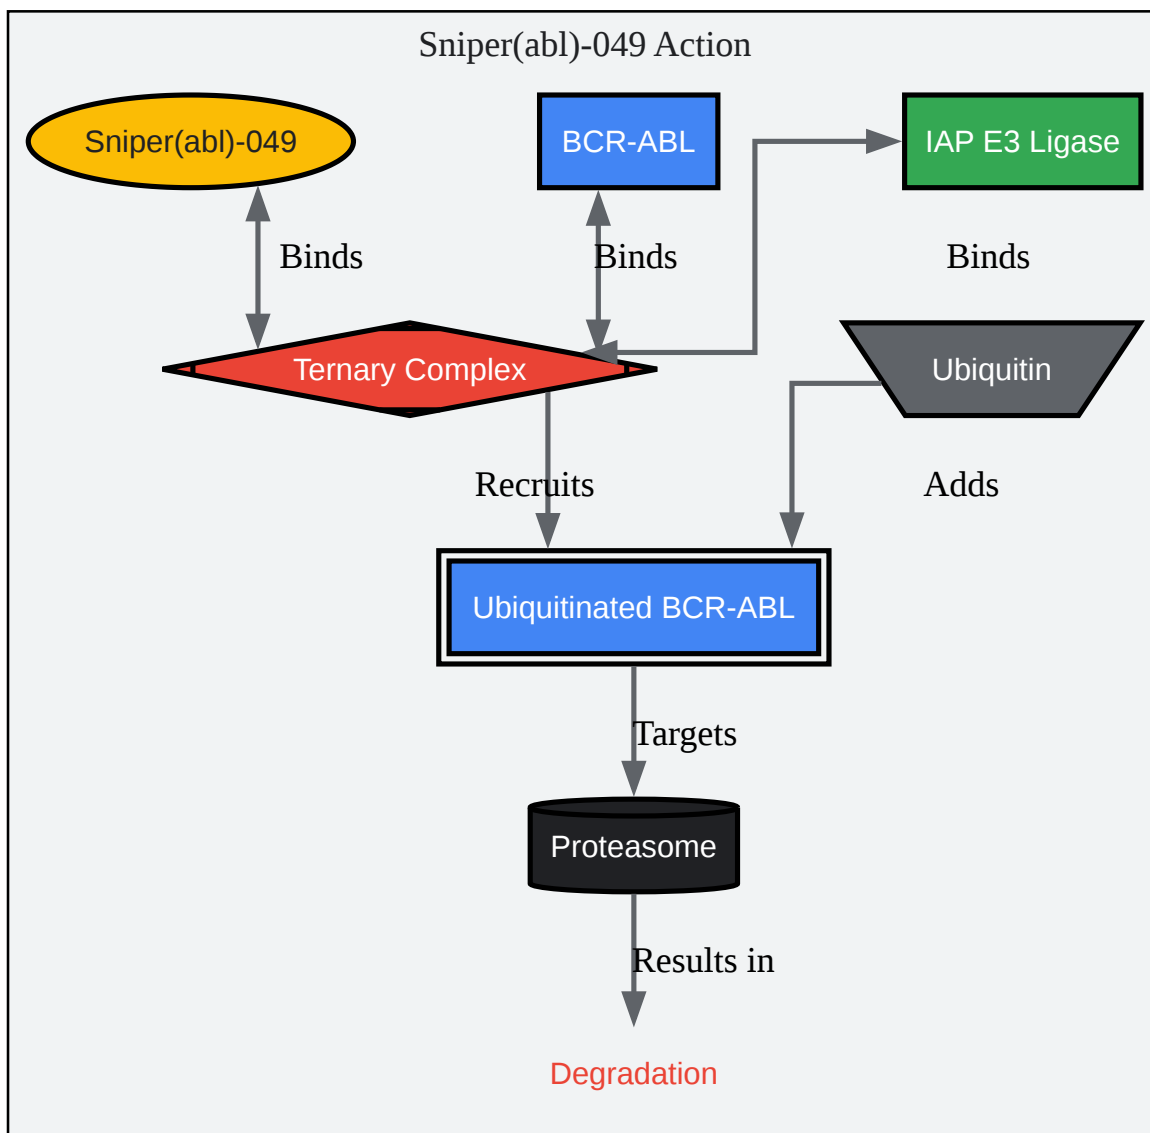 Sniper(abl)-049 Action
Sniper(abl)-049
BCR-ABL
IAP E3 Ligase
Binds
Binds
Binds
Ternary Complex
Ubiquitin
Recruits
Adds
Ubiquitinated BCR-ABL
Targets
Proteasome
Results in
Degradation